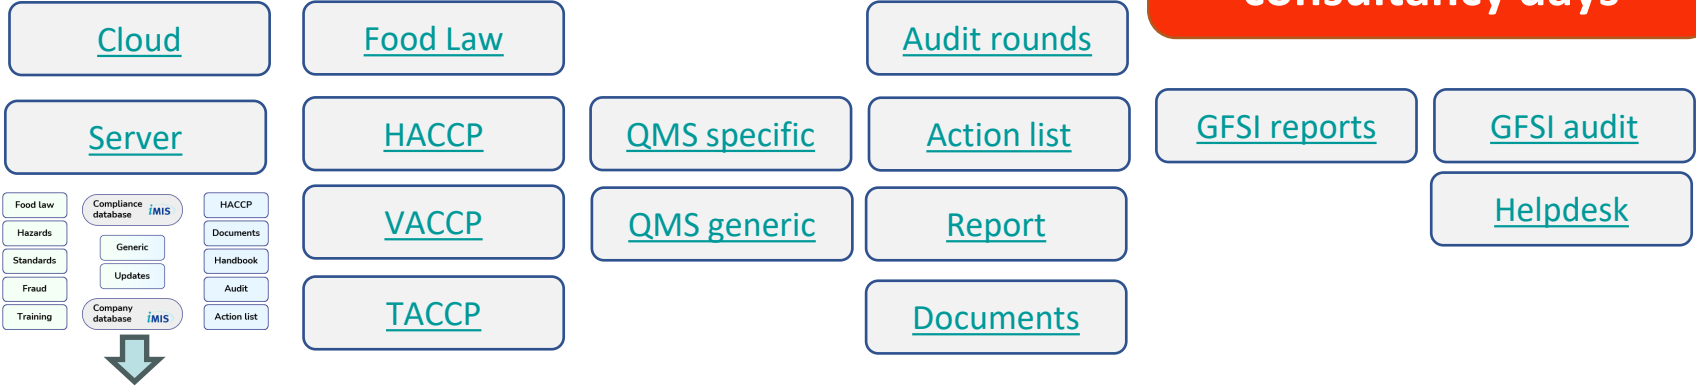 consultancy days
Cloud
Food Law
Audit rounds
Server
HACCP
QMS specific
Action list
GFSI reports
GFSI audit
VACCP
QMS generic
Report
Helpdesk
TACCP
Documents
Food law
Hazards
Standards
Fraud
Training
Compliance
database iMIS
Generic
Updates
Company
database iMIS
HACCP
Documents
Handbook
Audit
Action list